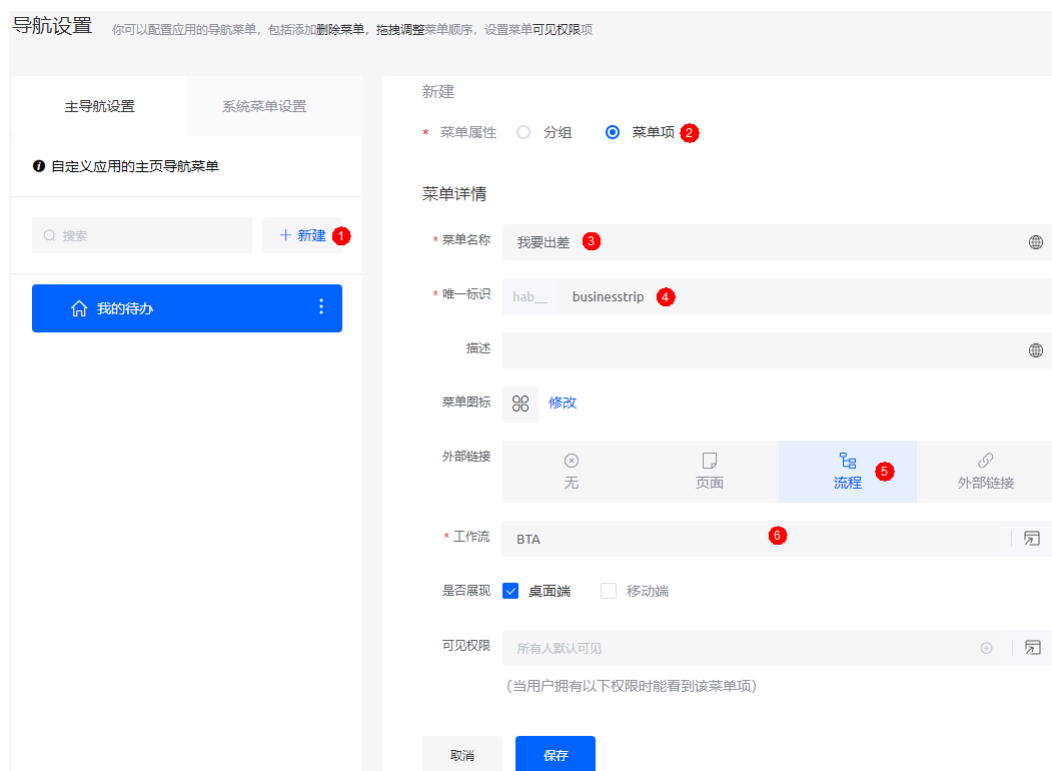 导航设置 你可以配置应用的导航菜单，包括添加删除菜单，拖拽调整菜单顺序，设置菜单可见权限项
主导航设置 系统菜单设置
自定义应用的主页导航菜单
搜索 + 新建 1
我的待办
新建
* 菜单属性 分组 菜单项 2
菜单详情
* 菜单名称 我要出差 3
* 唯一标识 hab__ businesstrip 4
描述
菜单图标 修改
外部链接 无 页面 流程 5 外部链接
* 工作流 BTA 6
是否展现 桌面端 移动端
可见权限 所有人默认可见
(当用户拥有以下权限时能看到该菜单项)
取消 保存